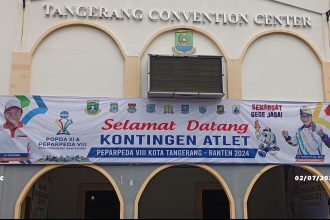 TANGERANG CONVENTION CENTER
Selamat Datang
KONTINGEN ATLET
PEPARPEDA VIII KOTA TANGERANG - BANTEN 2024
POPDA XI &
PEPARPEDA VIII
SEMANGAT
GEDE JASA!
02/07/20